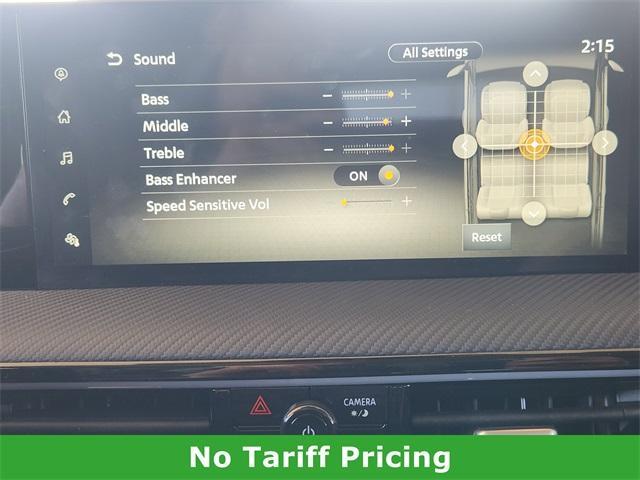 Sound
All Settings
2:15
Bass
Middle
Treble
Bass Enhancer
ON
Speed Sensitive Vol
Reset
CAMERA
No Tariff Pricing